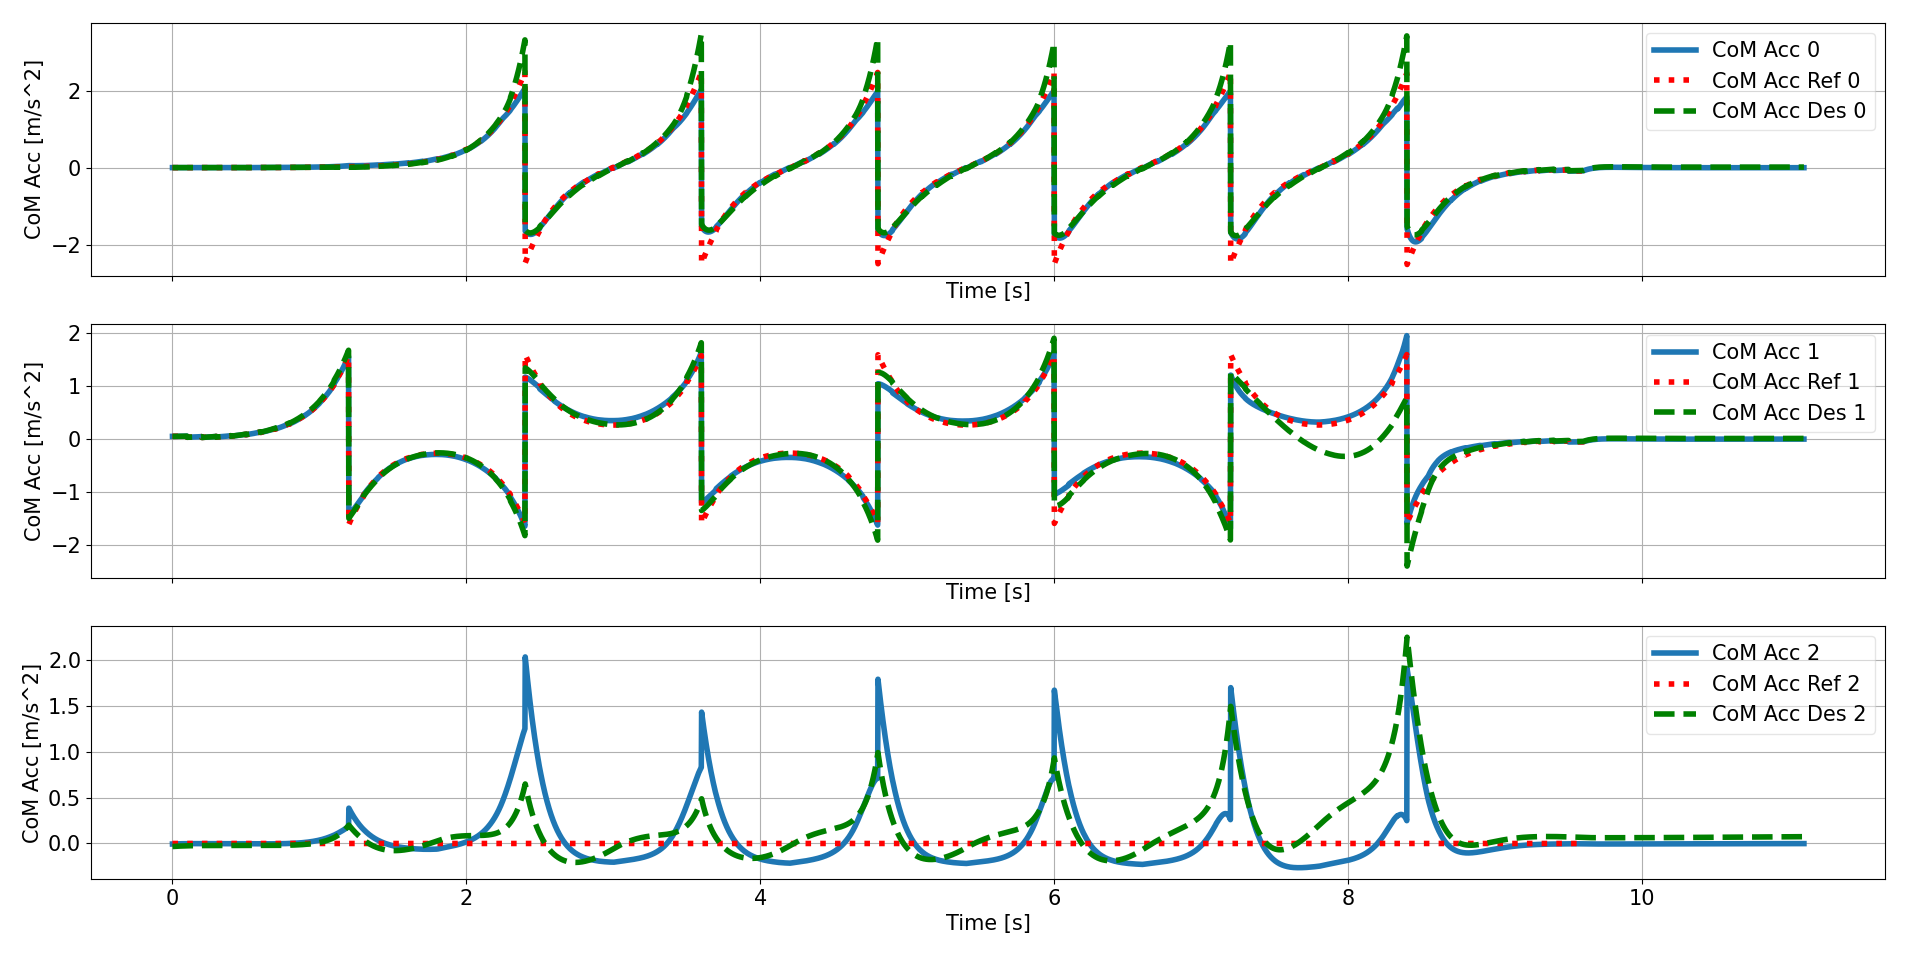 CoM Acc [m/s^2]
2
0
−2
CoM Acc 0
CoM Acc Ref 0
CoM Acc Des 0
Time [s]
CoM Acc [m/s^2]
2
1
0
−1
−2
CoM Acc 1
CoM Acc Ref 1
CoM Acc Des 1
Time [s]
CoM Acc [m/s^2]
2.0
1.5
1.0
0.5
0.0
CoM Acc 2
CoM Acc Ref 2
CoM Acc Des 2
0 2 4 6 8 10
Time [s]